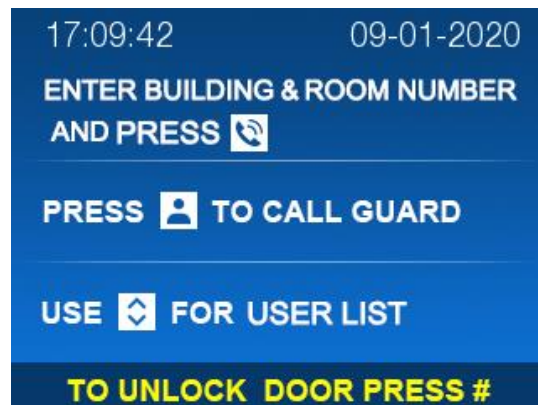 17:09:42 09-01-2020
ENTER BUILDING & ROOM NUMBER
AND PRESS
PRESS TO CALL GUARD
USE FOR USER LIST
TO UNLOCK DOOR PRESS #